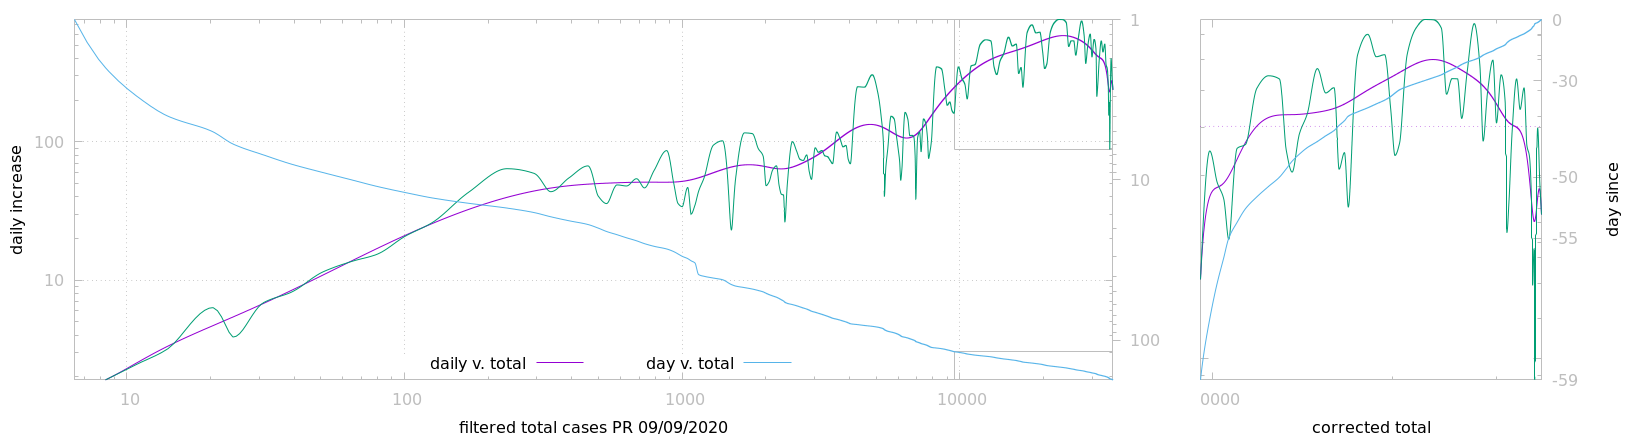 daily increase
100
10
10
100
1000
10000
filtered total cases PR 09/09/2020
daily v. total
day v. total
1
10
100
0000
corrected total
0
-30
-50
-55
-59
day since